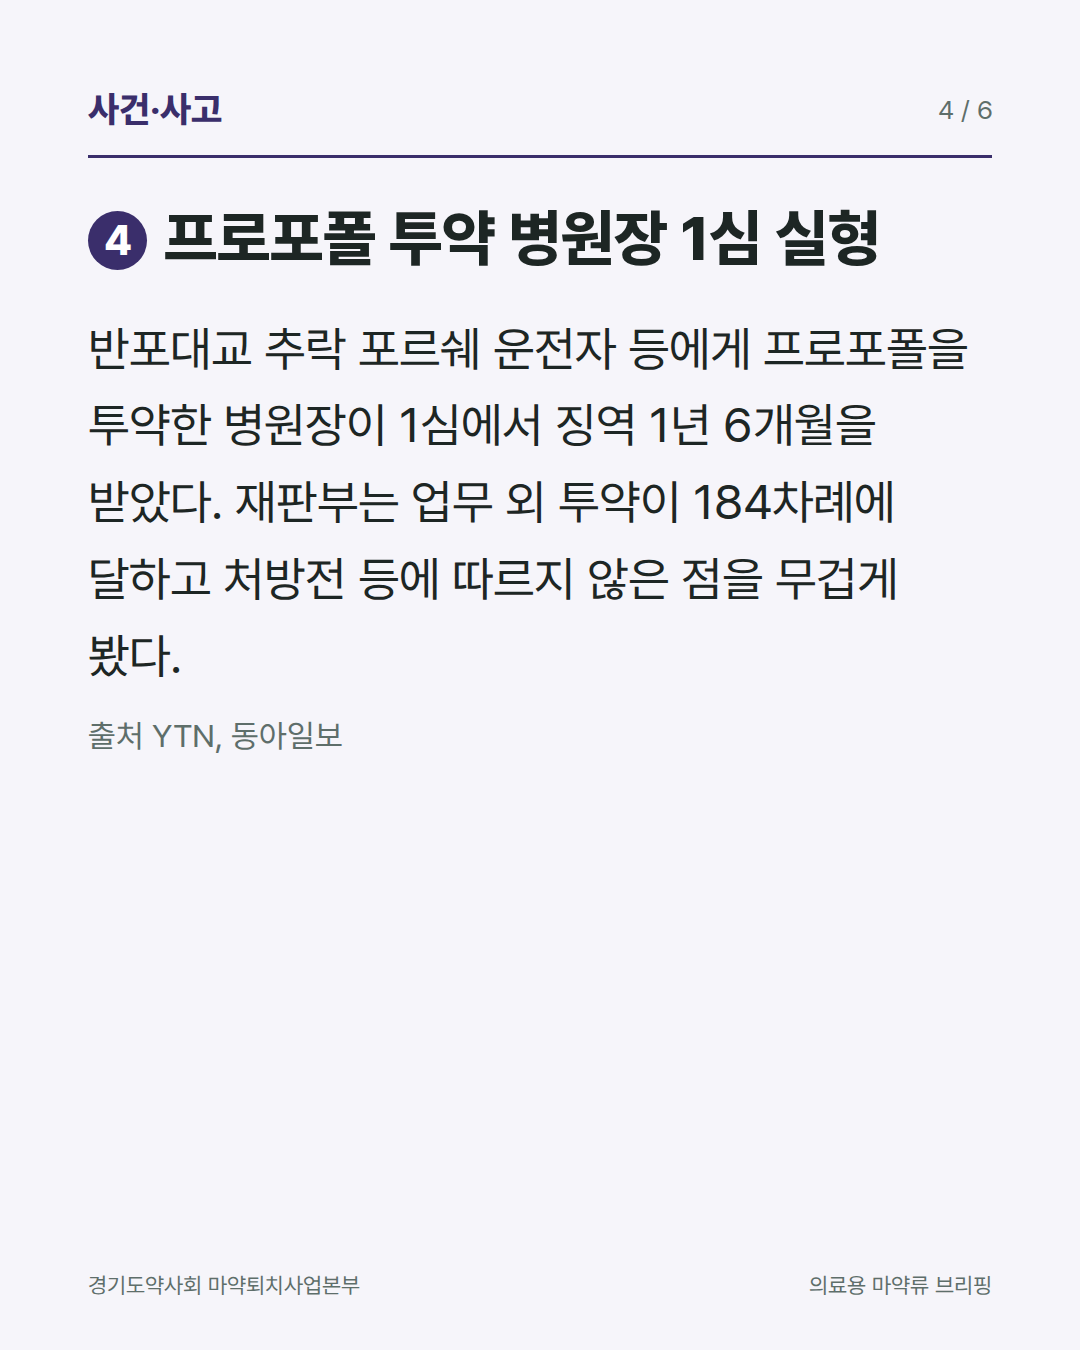 사건·사고
4 / 6
4 프로포폴 투약 병원장 1심 실형
반포대교 추락 포르쉐 운전자 등에게 프로포폴을
투약한 병원장이 1심에서 징역 1년 6개월을
받았다. 재판부는 업무 외 투약이 184차례에
달하고 처방전 등에 따르지 않은 점을 무겁게
봤다.
출처 YTN, 동아일보
경기도약사회 마약퇴치사업본부
의료용 마약류 브리핑